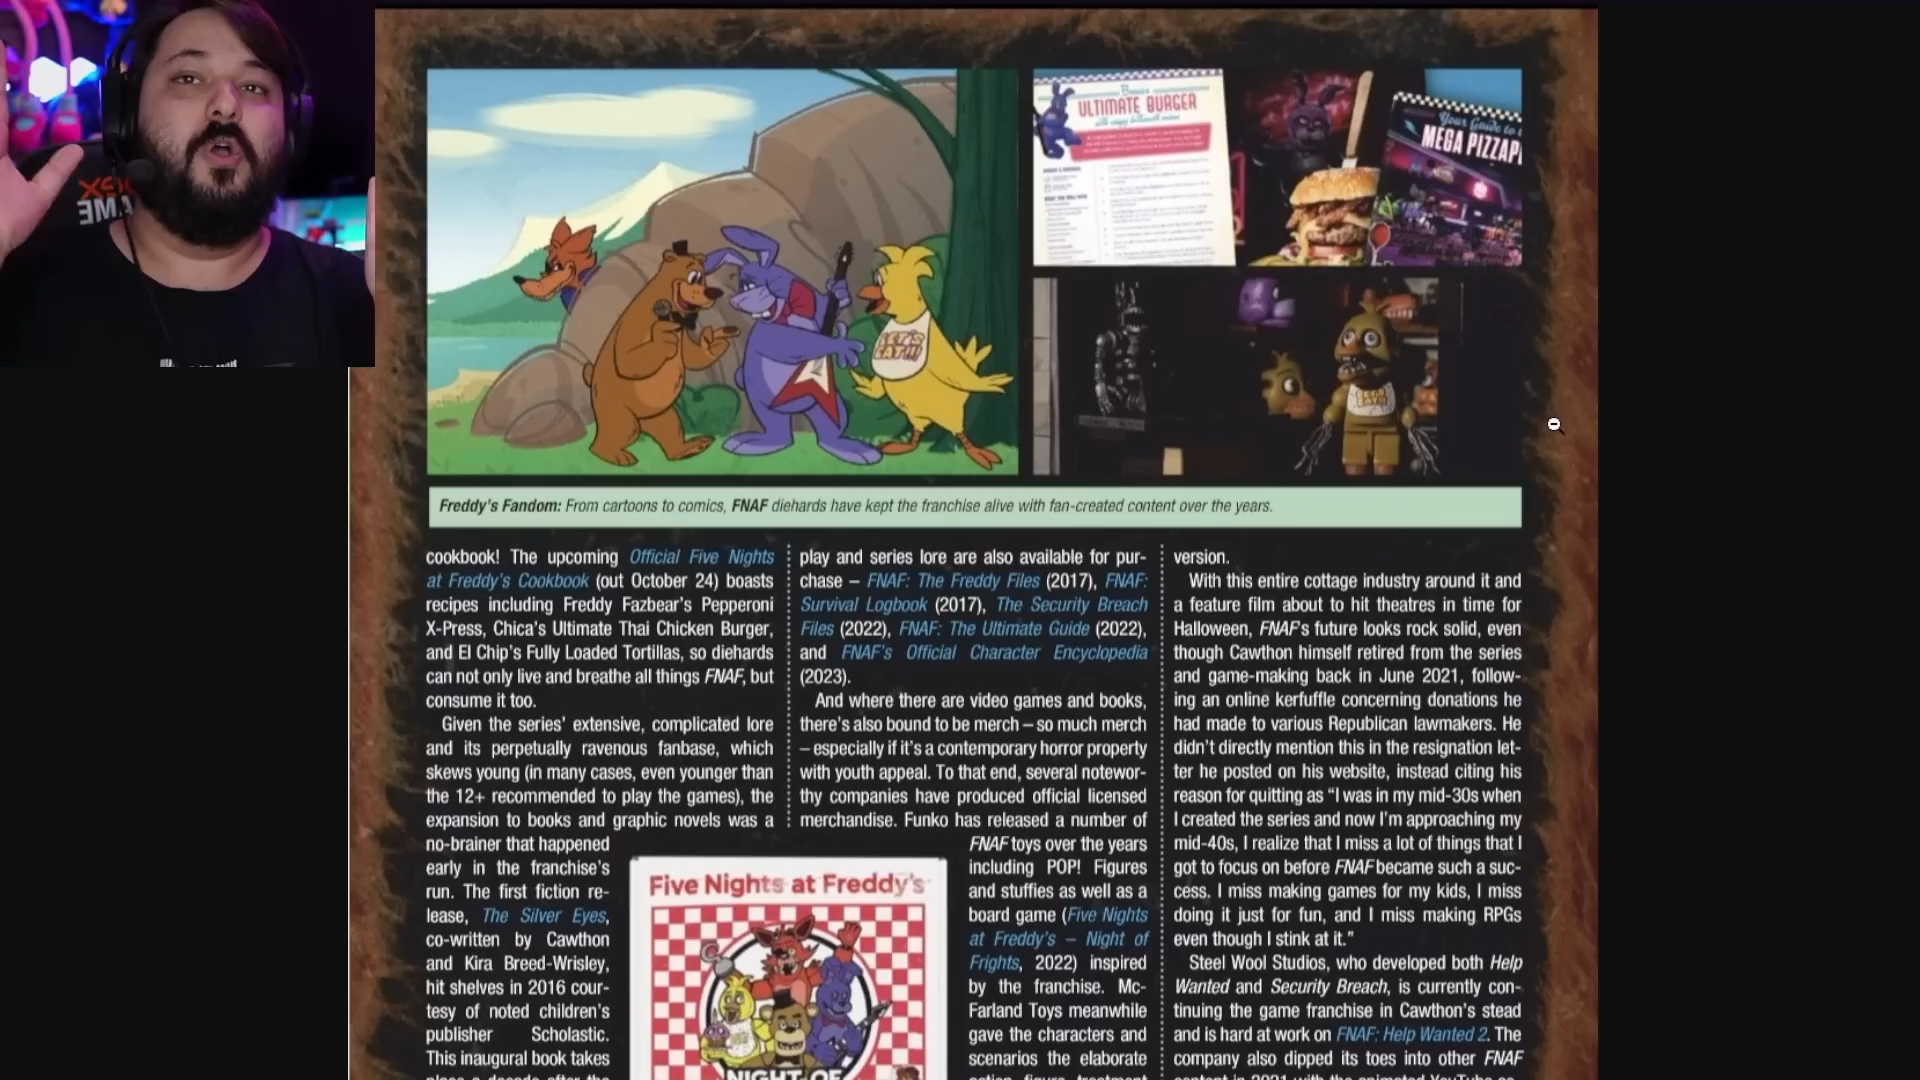 Bonnie's
ULTIMATE BURGER
Your Guide to
MEGA PIZZAP
LET'S
EAT!!!
LET'S
EAT!!!
Freddy's Fandom: From cartoons to comics, FNAF diehards have kept the franchise alive with fan-created content over the years.
cookbook! The upcoming Official Five Nights
at Freddy's Cookbook (out October 24) boasts
recipes including Freddy Fazbear's Pepperoni
X-Press, Chica's Ultimate Thai Chicken Burger,
and El Chip's Fully Loaded Tortillas, so diehards
can not only live and breathe all things FNAF, but
consume it too.
Given the series' extensive, complicated lore
and its perpetually ravenous fanbase, which
skews young (in many cases, even younger than
the 12+ recommended to play the games), the
expansion to books and graphic novels was a
no-brainer that happened
early in the franchise's
run. The first fiction re-
lease, The Silver Eyes,
co-written by Cawthon
and Kira Breed-Wrisley,
hit shelves in 2016 cour-
tesy of noted children's
publisher Scholastic.
This inaugural book takes
place a decade after the
Five Nights at Freddy's
NIGHT OF
play and series lore are also available for pur-
chase – FNAF: The Freddy Files (2017), FNAF:
Survival Logbook (2017), The Security Breach
Files (2022), FNAF: The Ultimate Guide (2022),
and FNAF's Official Character Encyclopedia
(2023).
And where there are video games and books,
there's also bound to be merch – so much merch
– especially if it's a contemporary horror property
with youth appeal. To that end, several notewor-
thy companies have produced official licensed
merchandise. Funko has released a number of
FNAF toys over the years
including POP! Figures
and stuffies as well as a
board game (Five Nights
at Freddy's – Night of
Frights, 2022) inspired
by the franchise. Mc-
Farland Toys meanwhile
gave the characters and
scenarios the elaborate
action figure treatment
version.
With this entire cottage industry around it and
a feature film about to hit theatres in time for
Halloween, FNAF's future looks rock solid, even
though Cawthon himself retired from the series
and game-making back in June 2021, follow-
ing an online kerfuffle concerning donations he
had made to various Republican lawmakers. He
didn't directly mention this in the resignation let-
ter he posted on his website, instead citing his
reason for quitting as “I was in my mid-30s when
I created the series and now I'm approaching my
mid-40s, I realize that I miss a lot of things that I
got to focus on before FNAF became such a suc-
cess. I miss making games for my kids, I miss
doing it just for fun, and I miss making RPGs
even though I stink at it.”
Steel Wool Studios, who developed both Help
Wanted and Security Breach, is currently con-
tinuing the game franchise in Cawthon's stead
and is hard at work on FNAF: Help Wanted 2. The
company also dipped its toes into other FNAF